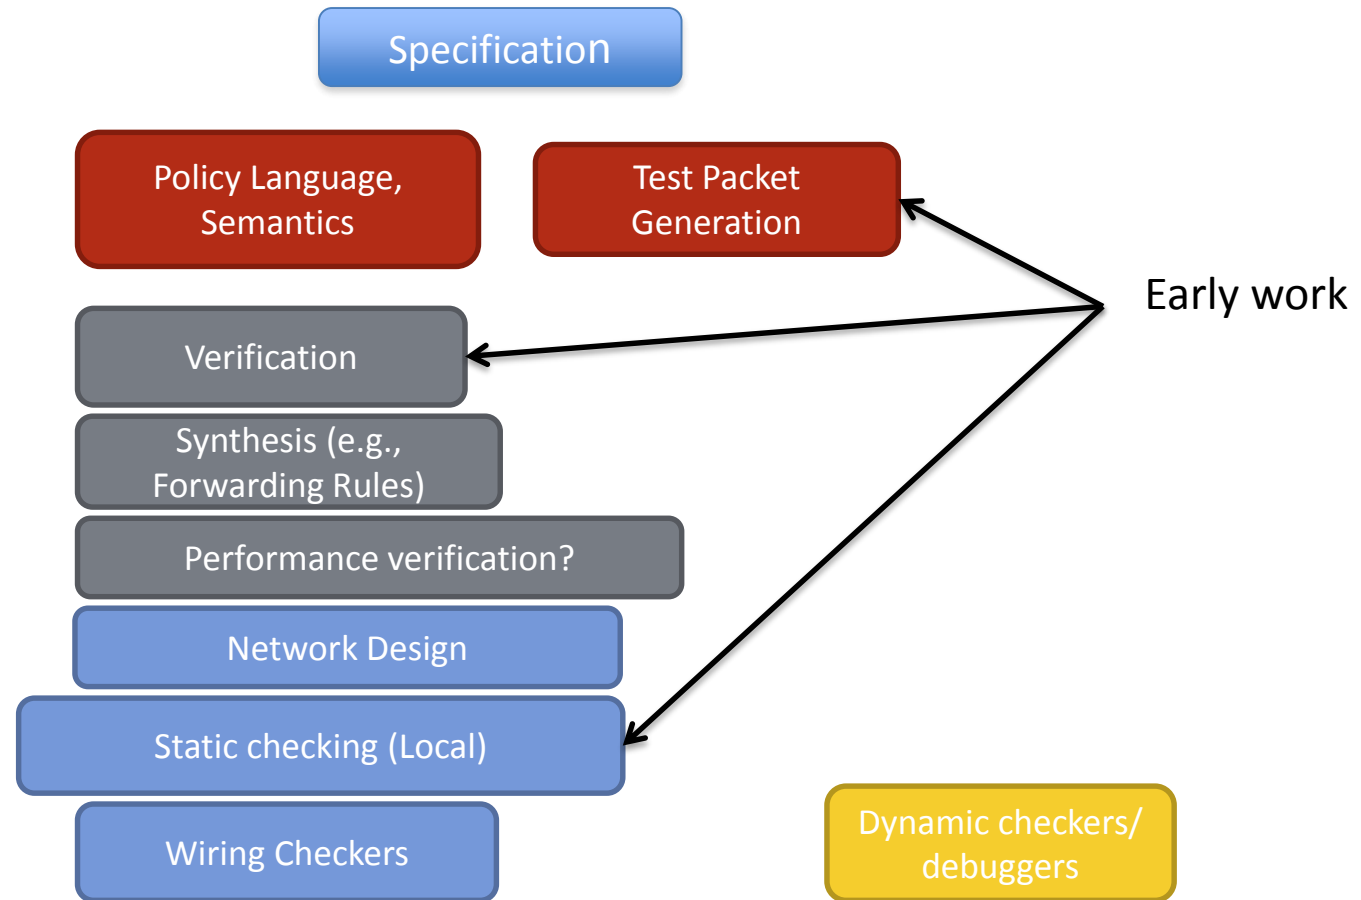 Specification
Policy Language,
Semantics
Test Packet
Generation
Early work
Verification
Synthesis (e.g.,
Forwarding Rules)
Performance verification?
Network Design
Static checking (Local)
Wiring Checkers
Dynamic checkers/
debuggers